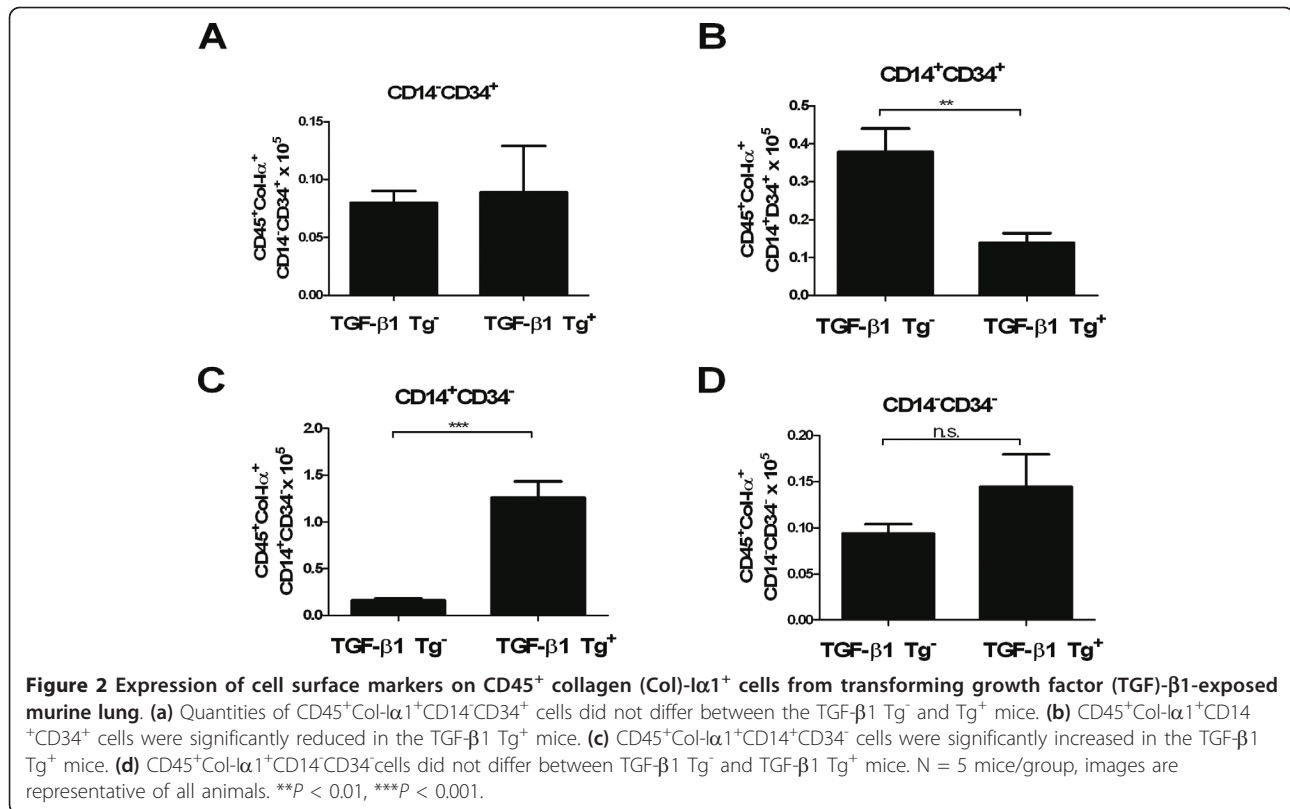 A
CD14⁻CD34⁺
CD45⁺Col-Iα⁺
CD14⁻CD34⁺ x 10⁵
0.15
0.10
0.05
0.00
TGF-β1 Tg⁻
TGF-β1 Tg⁺
B
CD14⁺CD34⁺
**
CD45⁺Col-Iα⁺
CD14⁺D34⁺ x 10⁵
0.5
0.4
0.3
0.2
0.1
0.0
TGF-β1 Tg⁻
TGF-β1 Tg⁺
C
CD14⁺CD34⁻
***
CD45⁺Col-Iα⁺
CD14⁺CD34⁻x 10⁵
2.0
1.5
1.0
0.5
0.0
TGF-β1 Tg⁻
TGF-β1 Tg⁺
D
CD14⁻CD34⁻
n.s.
CD45⁺Col-Iα⁺
CD14⁻CD34⁻ x 10⁵
0.20
0.15
0.10
0.05
0.00
TGF-β1 Tg⁻
TGF-β1 Tg⁺
Figure 2 Expression of cell surface markers on CD45⁺ collagen (Col)-Iα1⁺ cells from transforming growth factor (TGF)-β1-exposed
murine lung. (a) Quantities of CD45⁺Col-Iα1⁺CD14⁻CD34⁺ cells did not differ between the TGF-β1 Tg⁻ and Tg⁺ mice. (b) CD45⁺Col-Iα1⁺CD14
⁺CD34⁺ cells were significantly reduced in the TGF-β1 Tg⁺ mice. (c) CD45⁺Col-Iα1⁺CD14⁺CD34⁻ cells were significantly increased in the TGF-β1
Tg⁺ mice. (d) CD45⁺Col-Iα1⁺CD14⁻CD34⁻cells did not differ between TGF-β1 Tg⁻ and TGF-β1 Tg⁺ mice. N = 5 mice/group, images are
representative of all animals. **P < 0.01, ***P < 0.001.